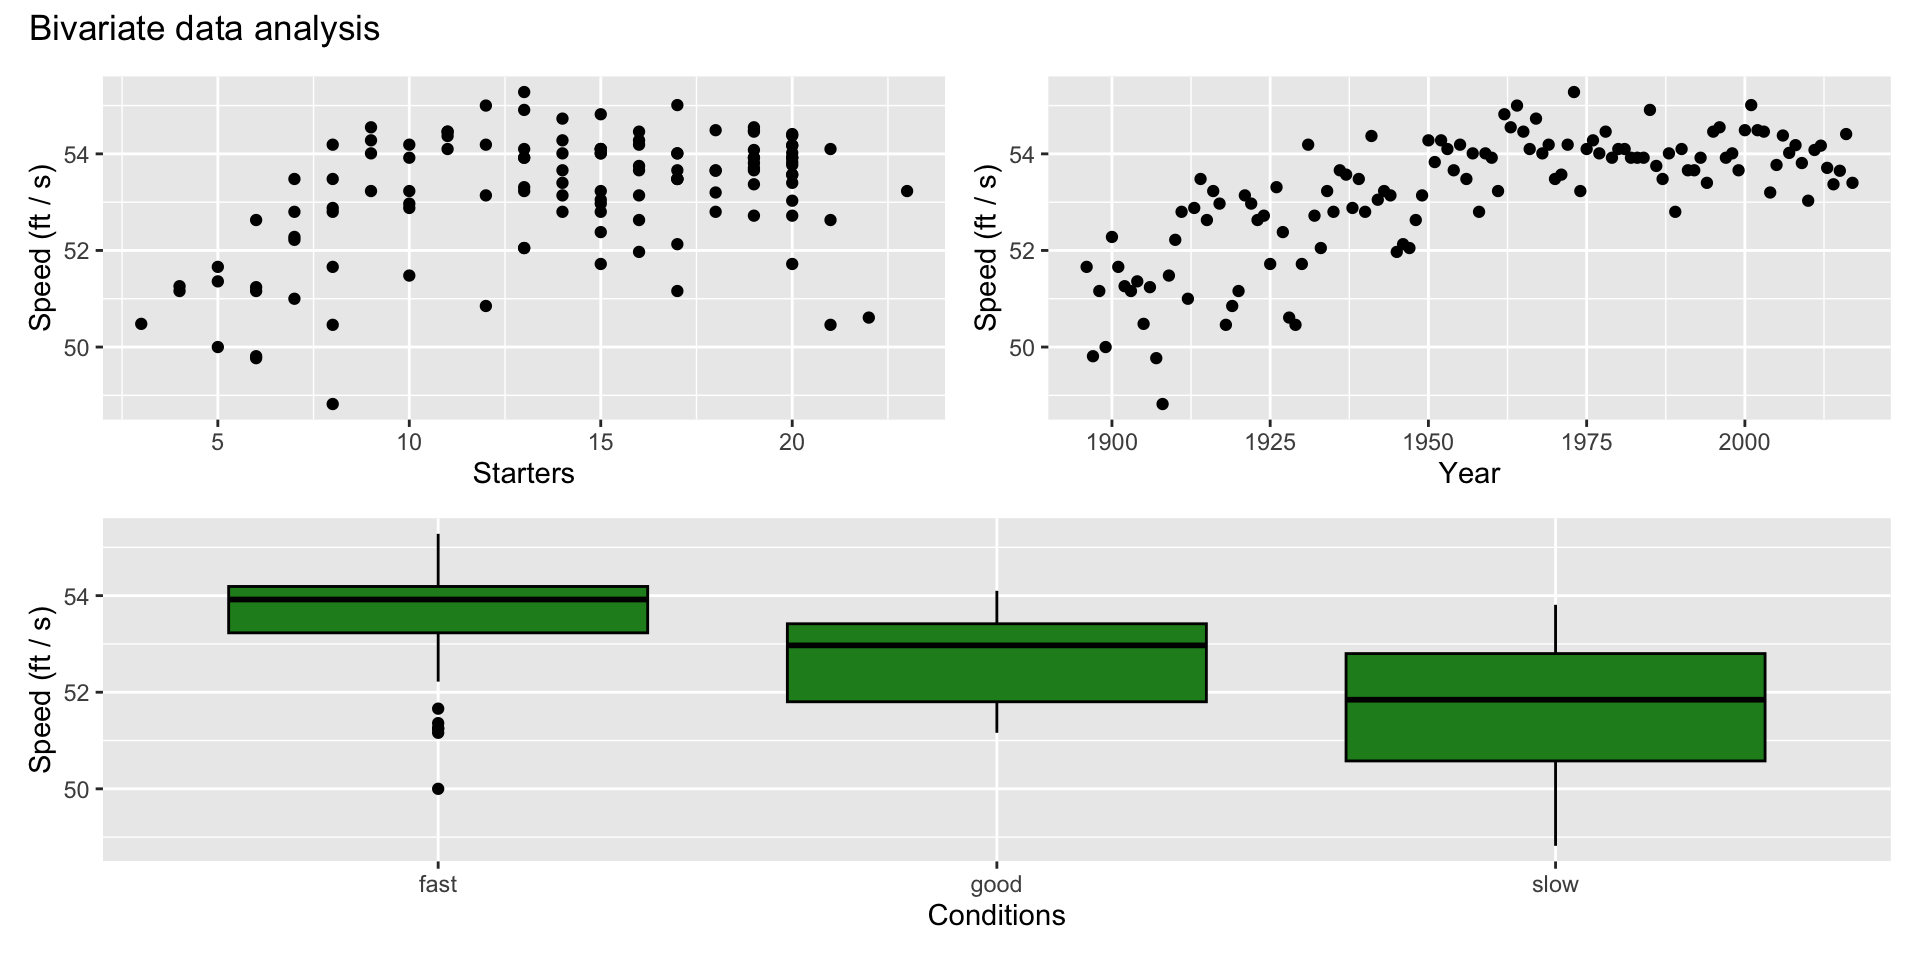 Bivariate data analysis
Speed (ft / s)
54
52
50
5 10 15 20
Starters
Speed (ft / s)
54
52
50
1900 1925 1950 1975 2000
Year
Speed (ft / s)
54
52
50
fast good slow
Conditions